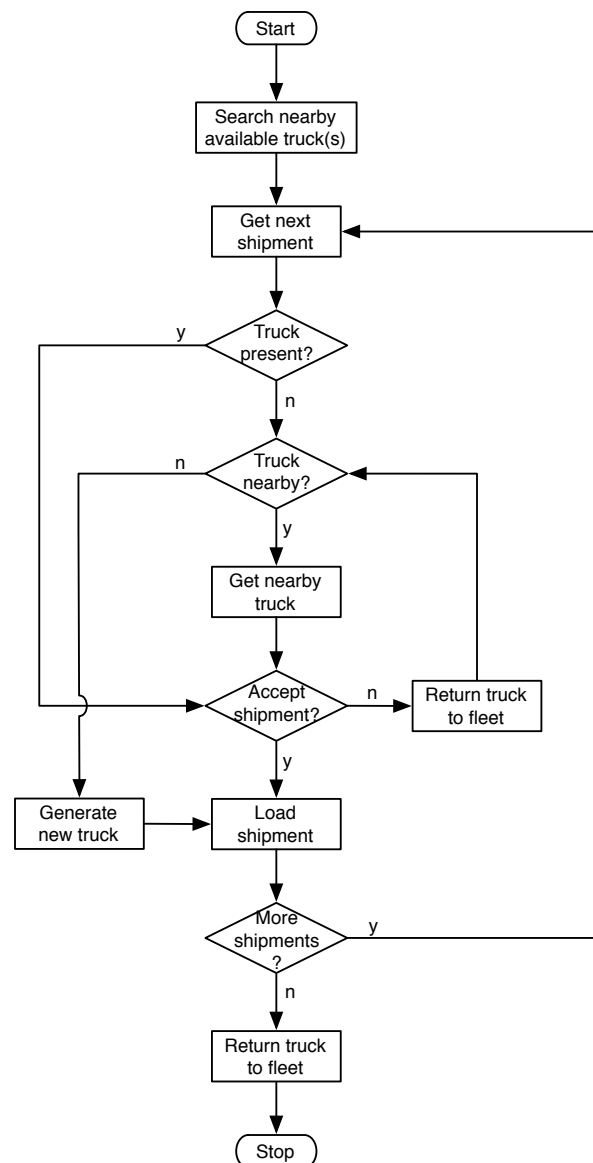 Start
Search nearby
available truck(s)
Get next
shipment
Truck
present?
y
n
Truck
nearby?
n
y
Get nearby
truck
Accept
shipment?
n
Return truck
to fleet
y
Generate
new truck
Load
shipment
More
shipments
?
y
n
Return truck
to fleet
Stop